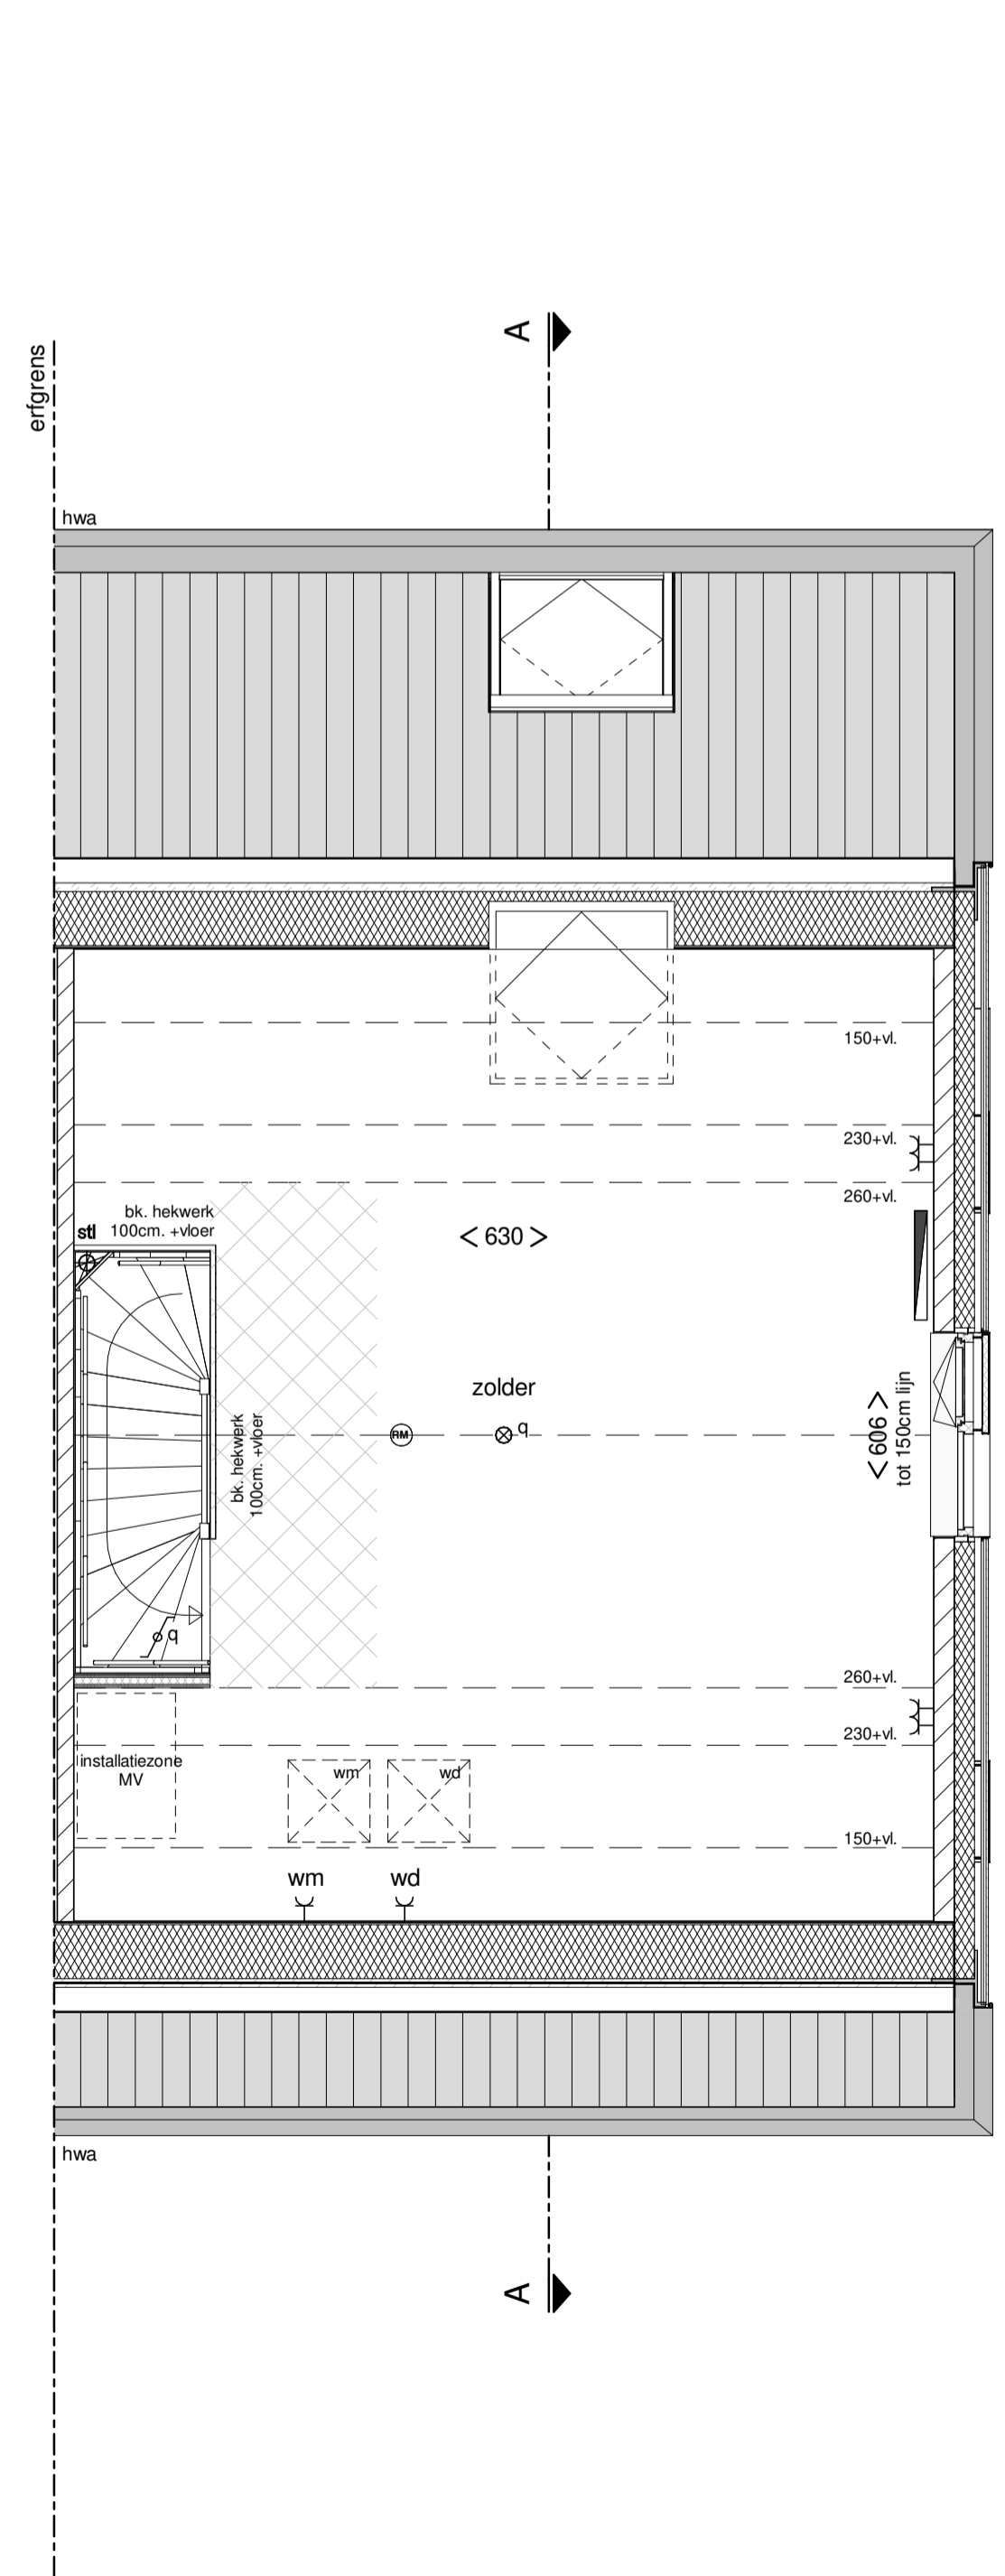 A
erfgrens
hwa
150+vl.
230+vl.
260+vl.
bk. hekwerk
100cm. +vloer
stl
< 630 >
zolder
q
RM
bk. hekwerk
100cm. +vloer
< 606 >
tot 150cm lijn
q
260+vl.
230+vl.
installatiezone
MV
wm
wd
150+vl.
wm
wd
hwa
A